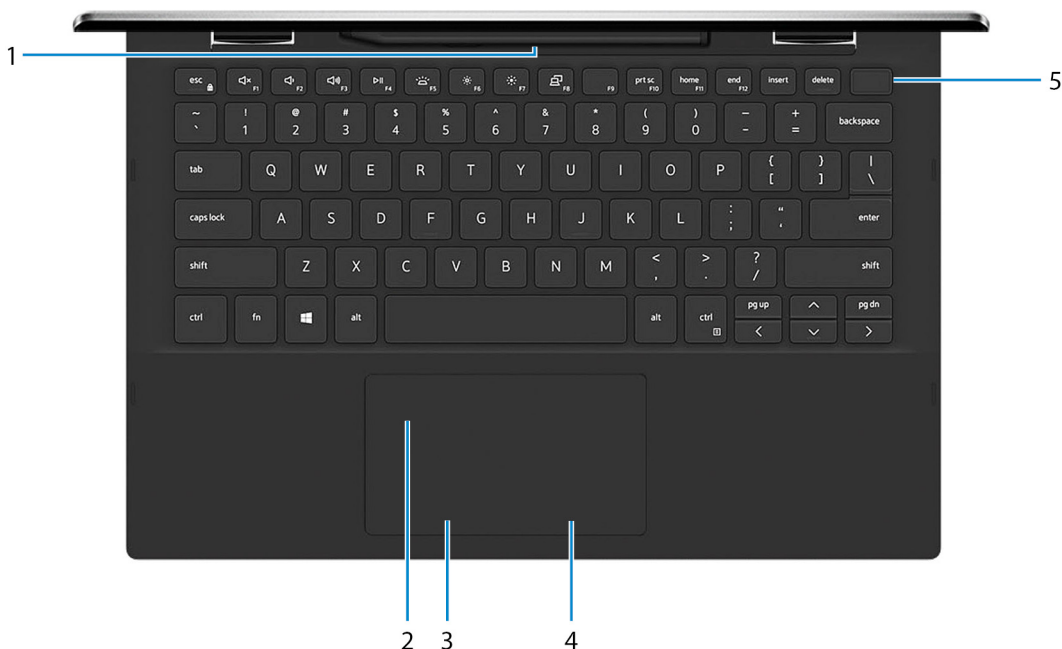 1
esc F1 F2 F3 F4 F5 F6 F7 F8 F9 prt sc F10 home F11 end F12 insert delete
5
~ ` ! 1 @ 2 # 3 $ 4 % 5 ^ 6 & 7 * 8 ( 9 ) 0 _ - + = backspace
tab Q W E R T Y U I O P { [ } ] | \
caps lock A S D F G H J K L : ; “ ‘ enter
shift Z X C V B N M < , > . ? / shift
ctrl fn alt alt ctrl pg up < pg dn >
2 3 4